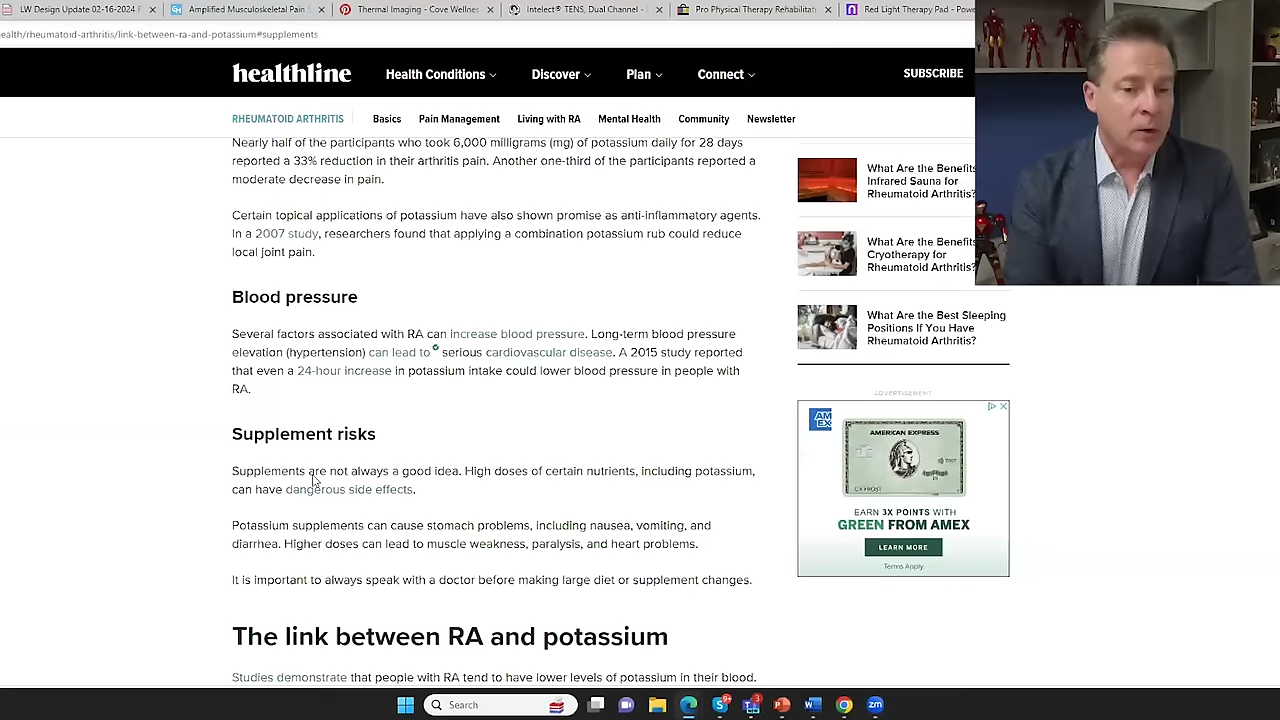 LW Design Update 02-16-2024 F
Amplified Musculoskeletal Pain S
Thermal Imaging - Cove Wellnes
Intelect® TENS, Dual Channel -
Pro Physical Therapy Rehabilitati
Red Light Therapy Pad - Powe
ealth/rheumatoid-arthritis/link-between-ra-and-potassium#supplements
healthline
Health Conditions
Discover
Plan
Connect
SUBSCRIBE
RHEUMATOID ARTHRITIS
Basics
Pain Management
Living with RA
Mental Health
Community
Newsletter
Nearly half of the participants who took 6,000 milligrams (mg) of potassium daily for 28 days
reported a 33% reduction in their arthritis pain. Another one-third of the participants reported a
moderate decrease in pain.
Certain topical applications of potassium have also shown promise as anti-inflammatory agents.
In a 2007 study, researchers found that applying a combination potassium rub could reduce
local joint pain.
Blood pressure
Several factors associated with RA can increase blood pressure. Long-term blood pressure
elevation (hypertension) can lead to serious cardiovascular disease. A 2015 study reported
that even a 24-hour increase in potassium intake could lower blood pressure in people with
RA.
Supplement risks
Supplements are not always a good idea. High doses of certain nutrients, including potassium,
can have dangerous side effects.
Potassium supplements can cause stomach problems, including nausea, vomiting, and
diarrhea. Higher doses can lead to muscle weakness, paralysis, and heart problems.
It is important to always speak with a doctor before making large diet or supplement changes.
The link between RA and potassium
Studies demonstrate that people with RA tend to have lower levels of potassium in their blood.
What Are the Benefits
Infrared Sauna for
Rheumatoid Arthritis?
What Are the Benefits
Cryotherapy for
Rheumatoid Arthritis?
What Are the Best Sleeping
Positions If You Have
Rheumatoid Arthritis?
ADVERTISEMENT
AM
EX
AMERICAN EXPRESS
EARN 3X POINTS WITH
GREEN FROM AMEX
LEARN MORE
Terms Apply.
Search